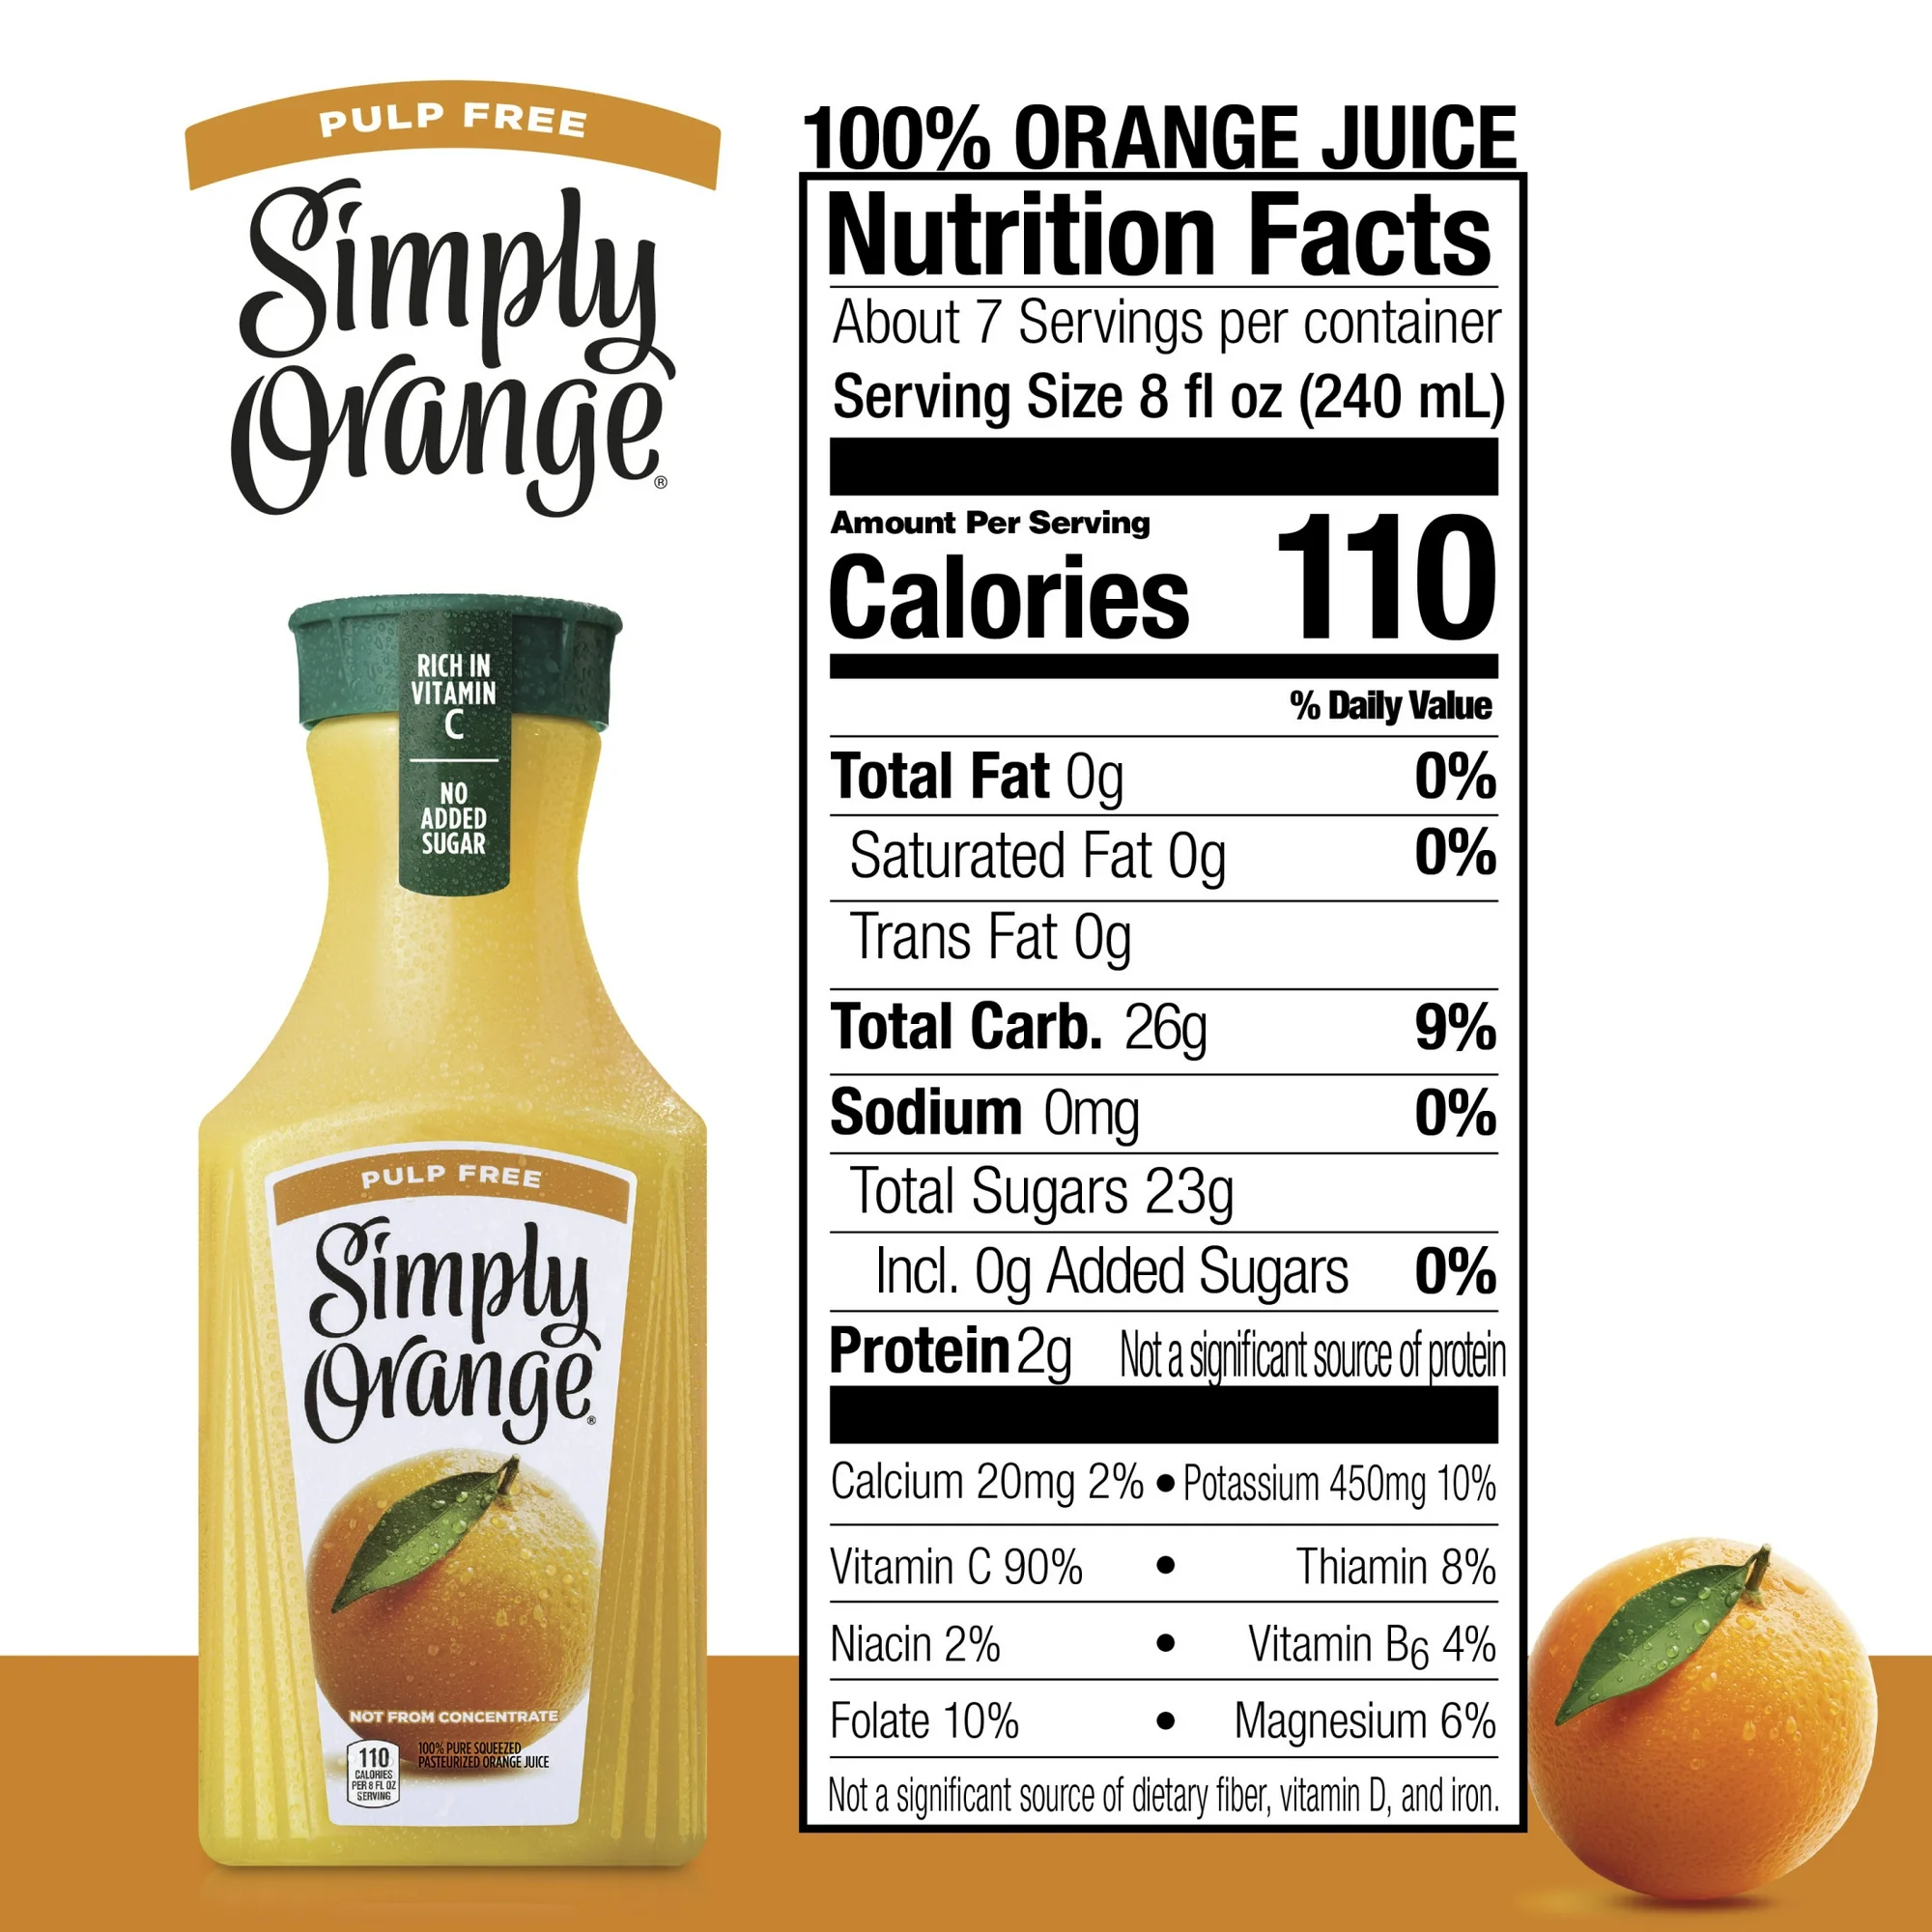 PULP FREE
Simply
Orange®
RICH IN
VITAMIN
C
NO
ADDED
SUGAR
PULP FREE
Simply
Orange®
NOT FROM CONCENTRATE
110
CALORIES
PER 8 FL OZ
SERVING
100% PURE SQUEEZED
PASTEURIZED ORANGE JUICE
100% ORANGE JUICE
Nutrition Facts
About 7 Servings per container
Serving Size 8 fl oz (240 mL)
Amount Per Serving
Calories 110
% Daily Value
Total Fat 0g 0%
Saturated Fat 0g 0%
Trans Fat 0g
Total Carb. 26g 9%
Sodium 0mg 0%
Total Sugars 23g
Incl. 0g Added Sugars 0%
Protein 2g Not a significant source of protein
Calcium 20mg 2% • Potassium 450mg 10%
Vitamin C 90% • Thiamin 8%
Niacin 2% • Vitamin B6 4%
Folate 10% • Magnesium 6%
Not a significant source of dietary fiber, vitamin D, and iron.